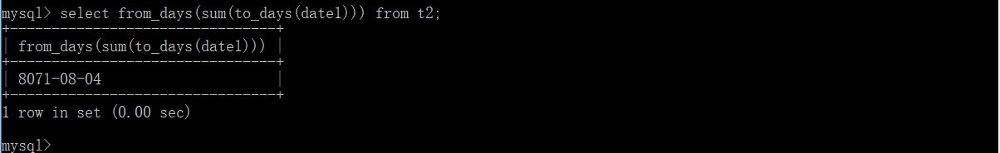 mysql> select from_days(sum(to_days(date1))) from t2;
+--------------------------------+
| from_days(sum(to_days(date1))) |
+--------------------------------+
| 8071-08-04                     |
+--------------------------------+
1 row in set (0.00 sec)
mysql>